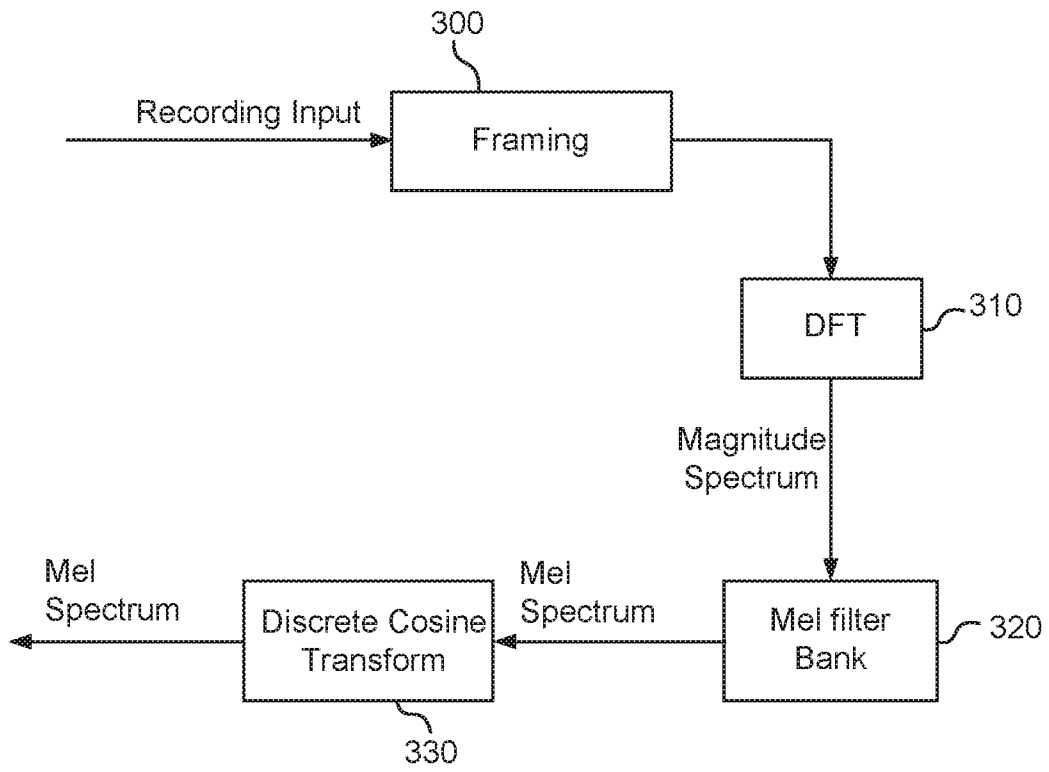 300
Recording Input
Framing
DFT
310
Magnitude
Spectrum
Mel
Spectrum
Discrete Cosine
Transform
Mel
Spectrum
Mel filter
Bank
320
330